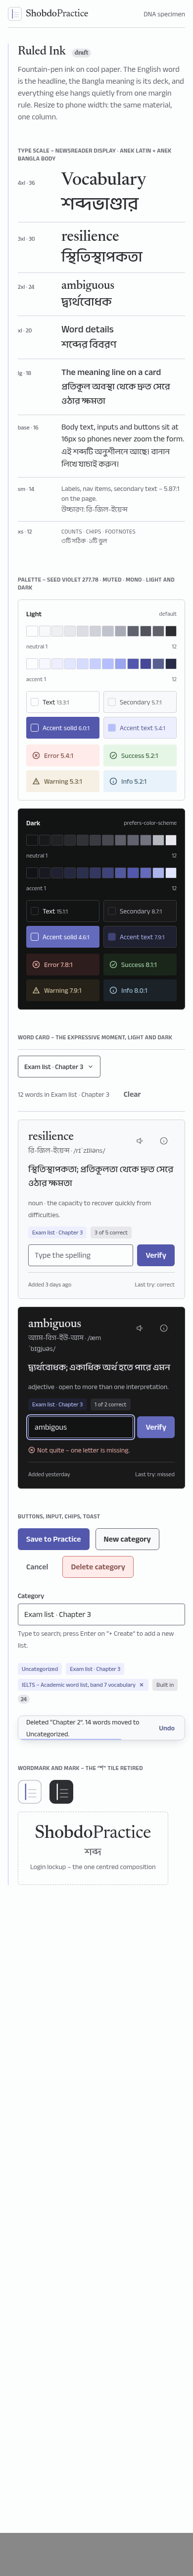 ShobdoPractice
DNA specimen
Ruled Ink draft
Fountain-pen ink on cool paper. The English word
is the headline, the Bangla meaning is its deck, and
everything else hangs quietly from one margin.
Resize to phone width: the same material,
one column.
TYPE SCALE – NEWSREADER DISPLAY · ANEK LATIN + ANEK
BANGLA BODY
4xl · 36
Vocabulary
শব্দভাণ্ডার
3xl · 30
resilience
স্থিতিস্থাপকতা
2xl · 24
ambiguous
দ্ব্যর্থবোধক
xl · 20
Word details
শব্দের বিবরণ
lg · 18
The meaning line on a card
প্রতিকূল অবস্থা থেকে দ্রুত সেরে
ওঠার ক্ষমতা
base · 16
Body text, inputs and buttons sit at
16px so phones never zoom the form.
এই শব্দটি অনুশীলনে আছে। বানান
লিখে যাচাই করুন।
sm · 14
Labels, nav items, secondary text – 5.87:1
on the page.
উচ্চারণ: রি-জিল-ইয়েন্স
xs · 12
COUNTS · CHIPS · FOOTNOTES
৩টি সঠিক · ২টি ভুল
PALETTE – SEED VIOLET 277.78 · MUTED · MONO · LIGHT AND
DARK
Light
default
neutral 1
12
accent 1
12
Text 13.3:1
Secondary 5.7:1
Accent solid 6.0:1
Accent text 5.4:1
Error 5.4:1
Success 5.2:1
Warning 5.3:1
Info 5.2:1
Dark
prefers-color-scheme
neutral 1
12
accent 1
12
Text 15.1:1
Secondary 8.7:1
Accent solid 4.6:1
Accent text 7.9:1
Error 7.8:1
Success 8.1:1
Warning 7.9:1
Info 8.0:1
WORD CARD – THE EXPRESSIVE MOMENT, LIGHT AND DARK
Exam list · Chapter 3
12 words in Exam list · Chapter 3
Clear
resilience
রি-জিল-ইয়েন্স · /rɪˈzɪliəns/
স্থিতিস্থাপকতা; প্রতিকূলতা থেকে দ্রুত সেরে
ওঠার ক্ষমতা
noun · the capacity to recover quickly from
difficulties.
Exam list · Chapter 3
3 of 5 correct
Type the spelling
Verify
Added 3 days ago
Last try: correct
ambiguous
অ্যাম-বিগ-ইউ-আস · /æm
ˈbɪɡjuəs/
দ্ব্যর্থবোধক; একাধিক অর্থ হতে পারে এমন
adjective · open to more than one interpretation.
Exam list · Chapter 3
1 of 2 correct
ambigous
Verify
Not quite – one letter is missing.
Added yesterday
Last try: missed
BUTTONS, INPUT, CHIPS, TOAST
Save to Practice
New category
Cancel
Delete category
Category
Exam list · Chapter 3
Type to search; press Enter on "+ Create" to add a new
list.
Uncategorized
Exam list · Chapter 3
IELTS – Academic word list, band 7 vocabulary ×
Built in
24
Deleted "Chapter 2". 14 words moved to
Uncategorized.
Undo
WORDMARK AND MARK – THE "শ" TILE RETIRED
ShobdoPractice
শব্দ
Login lockup – the one centred composition